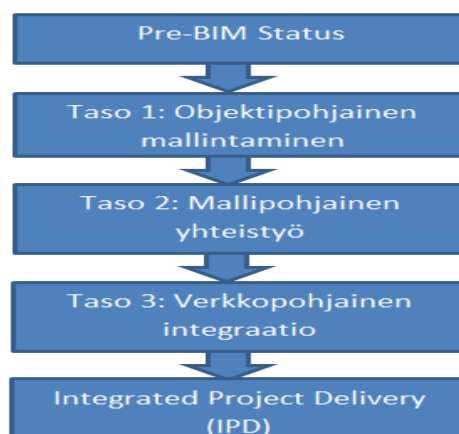 Pre-BIM Status
Taso 1: Objektipohjainen
mallintaminen
Taso 2: Mallipohjainen
yhteistyö
Taso 3: Verkkopohjainen
integraatio
Integrated Project Delivery
(IPD)